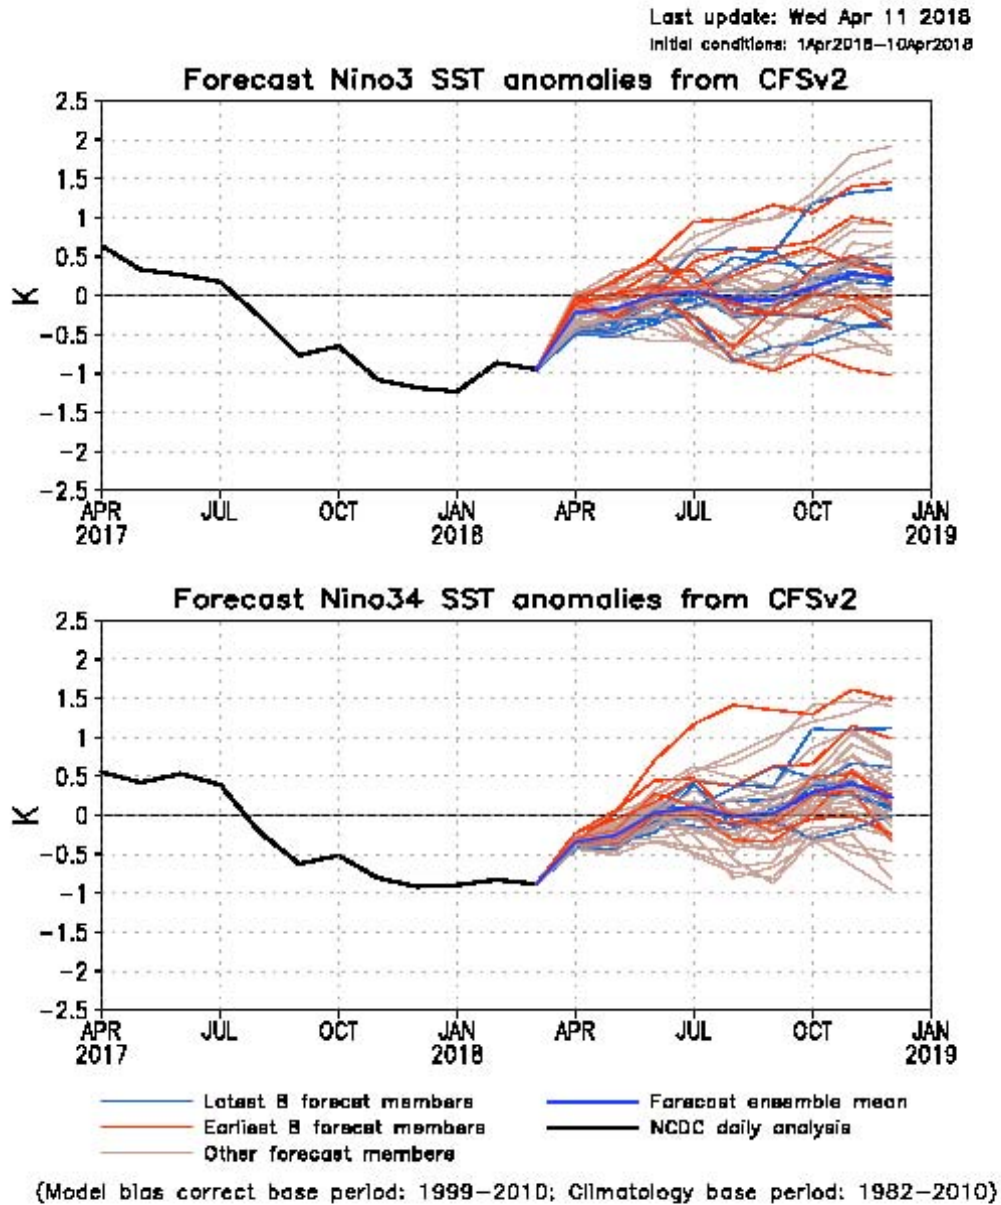 Last update: Wed Apr 11 2018
Initial conditions: 1Apr2018–10Apr2018
Forecast Nino3 SST anomalies from CFSv2
2.5
2
1.5
1
0.5
0
-0.5
-1
-1.5
-2
-2.5
K
APR
2017
JUL
OCT
JAN
2018
APR
JUL
OCT
JAN
2019
Forecast Nino34 SST anomalies from CFSv2
2.5
2
1.5
1
0.5
0
-0.5
-1
-1.5
-2
-2.5
K
APR
2017
JUL
OCT
JAN
2018
APR
JUL
OCT
JAN
2019
Latest 8 forecast members
Earliest 8 forecast members
Other forecast members
Forecast ensemble mean
NCDC daily analysis
(Model bias correct base period: 1999–2010; Climatology base period: 1982–2010)